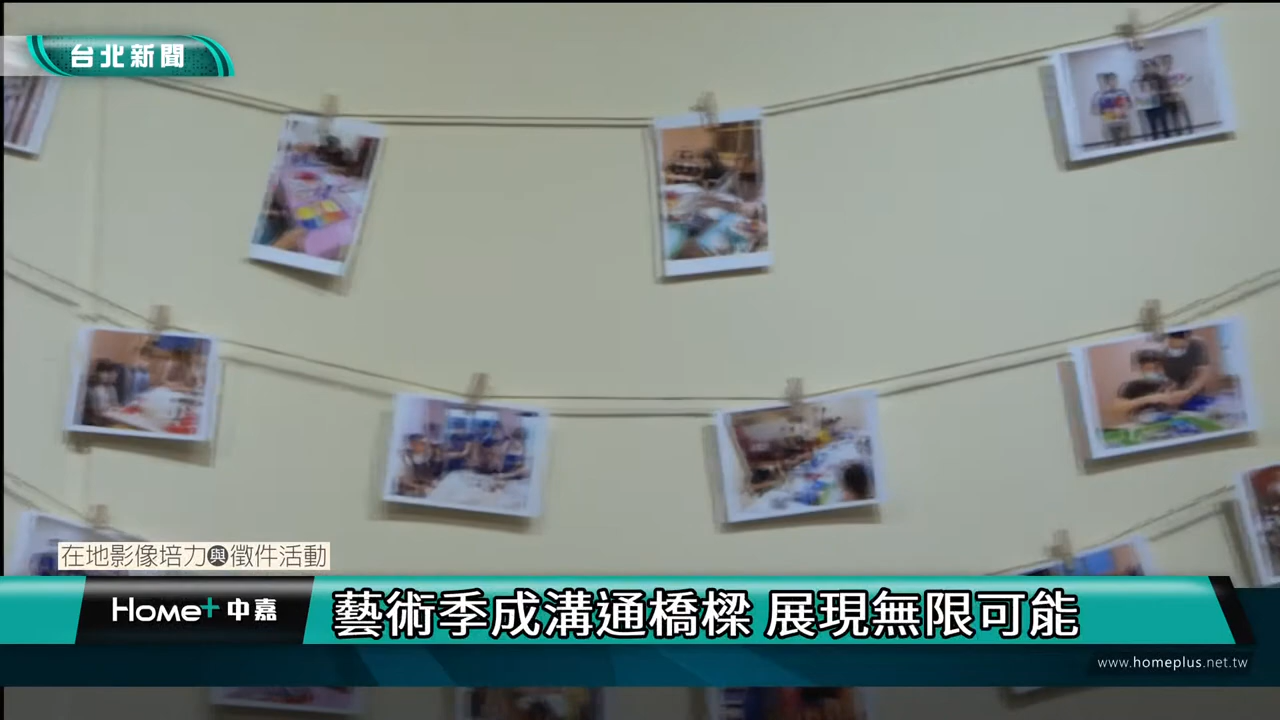 台北新聞
在地影像培力與徵件活動
Home+中嘉
藝術季成溝通橋樑 展現無限可能
www.homeplus.net.tw